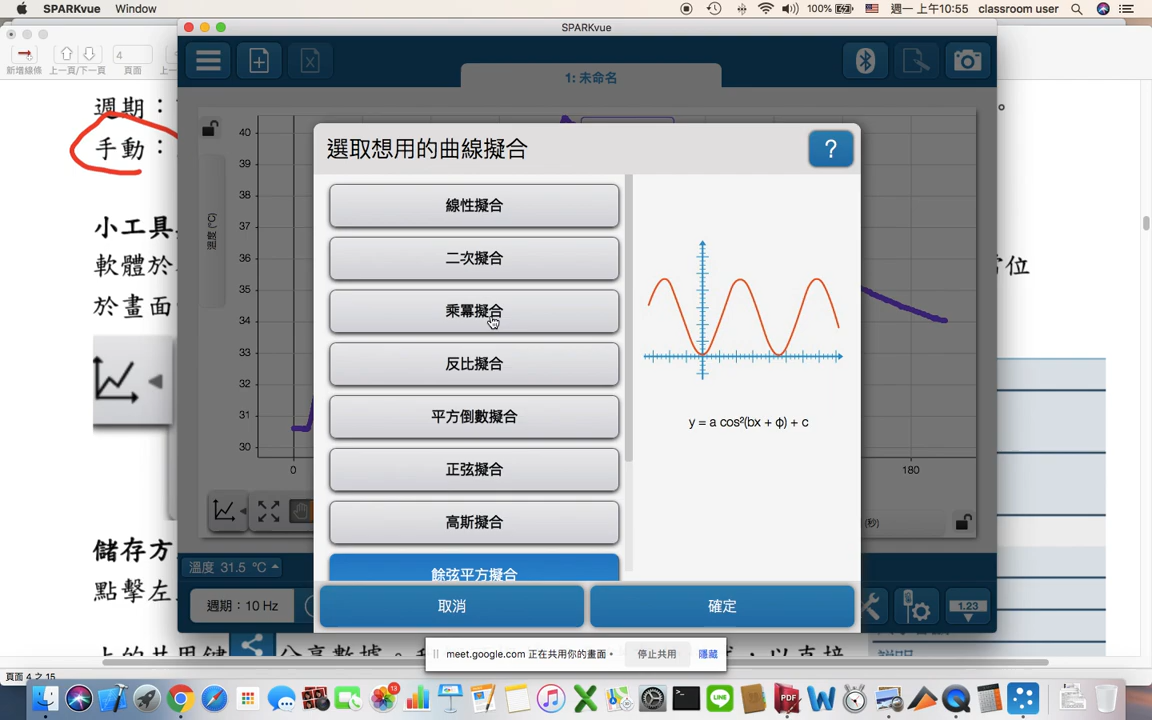 SPARKvue Window
100% 週一 上午10:55 classroom user
SPARKvue
新增線條 上一頁/下一頁 頁面
4
1: 未命名
週期：
手動：
小工具
軟體於
當位
於畫面
儲存方
點擊左
40
39
38
37
36
35
34
33
32
31
30
溫度 (°C)
0
180
(秒)
選取想用的曲線擬合
?
線性擬合
二次擬合
乘冪擬合
反比擬合
平方倒數擬合
正弦擬合
高斯擬合
餘弦平方擬合
y = a cos²(bx + ϕ) + c
取消
確定
溫度 31.5 °C
週期：10 Hz
1.23
meet.google.com 正在共用你的畫面。
停止共用
隱藏
頁面 4 之 15
13